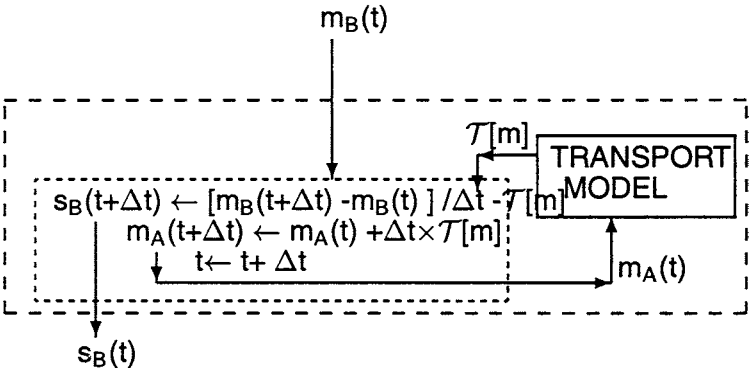 m_B(t)
𝒯[m]
TRANSPORT
MODEL
s_B(t+Δt) ← [m_B(t+Δt) -m_B(t) ] /Δt -𝒯[m]
m_A(t+Δt) ← m_A(t) +Δt×𝒯[m]
t← t+ Δt
m_A(t)
s_B(t)